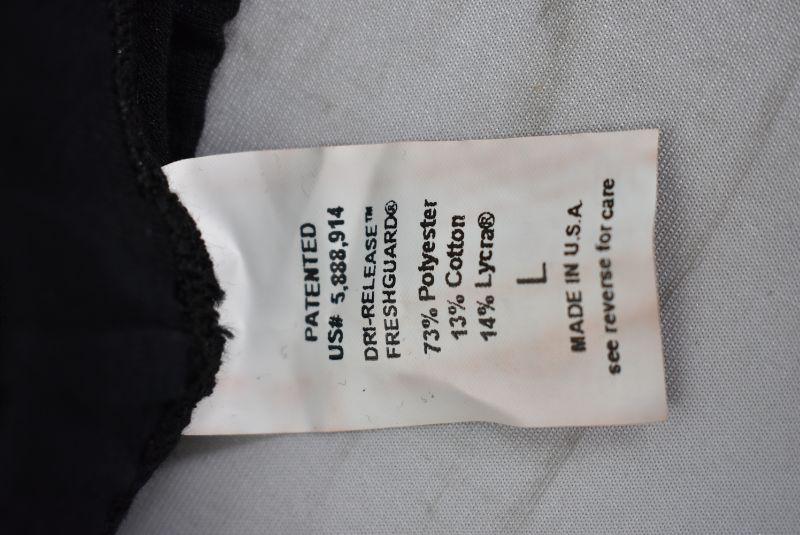 PATENTED
US# 5,888,914
DRI-RELEASE™
FRESHGUARD®
73% Polyester
13% Cotton
14% Lycra®
L
MADE IN U.S.A.
see reverse for care